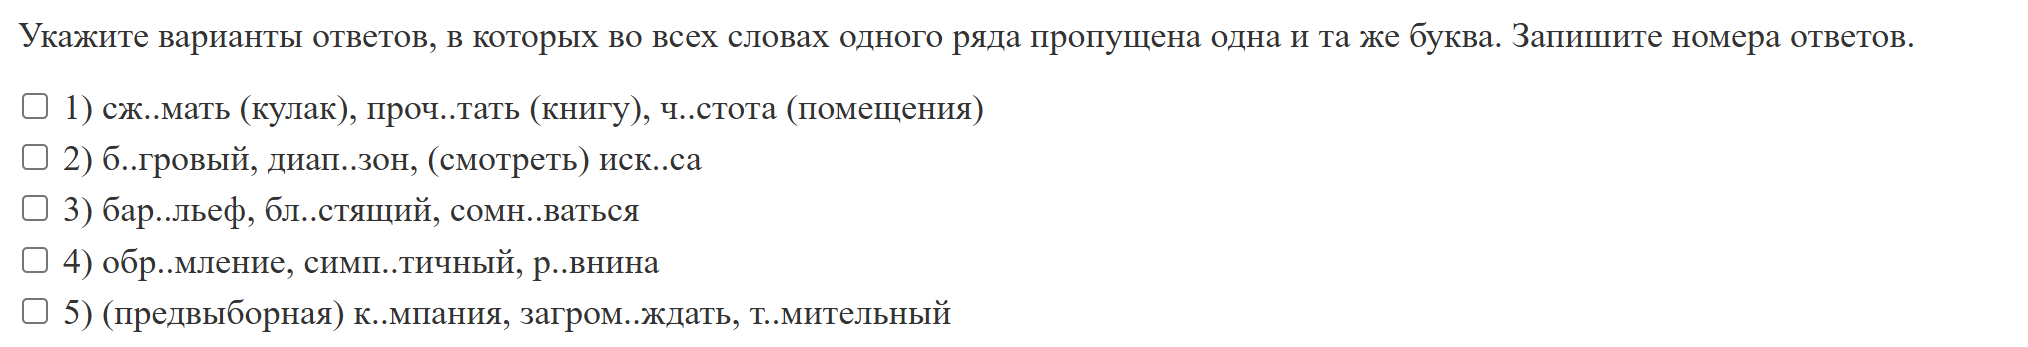 Укажите варианты ответов, в которых во всех словах одного ряда пропущена одна и та же буква. Запишите номера ответов.
1) сж..мать (кулак), проч..тать (книгу), ч..стота (помещения)
2) б..гровый, диап..зон, (смотреть) иск..са
3) бар..льеф, бл..стящий, сомн..ваться
4) обр..мление, симп..тичный, р..внина
5) (предвыборная) к..мпания, загром..ждать, т..мительный